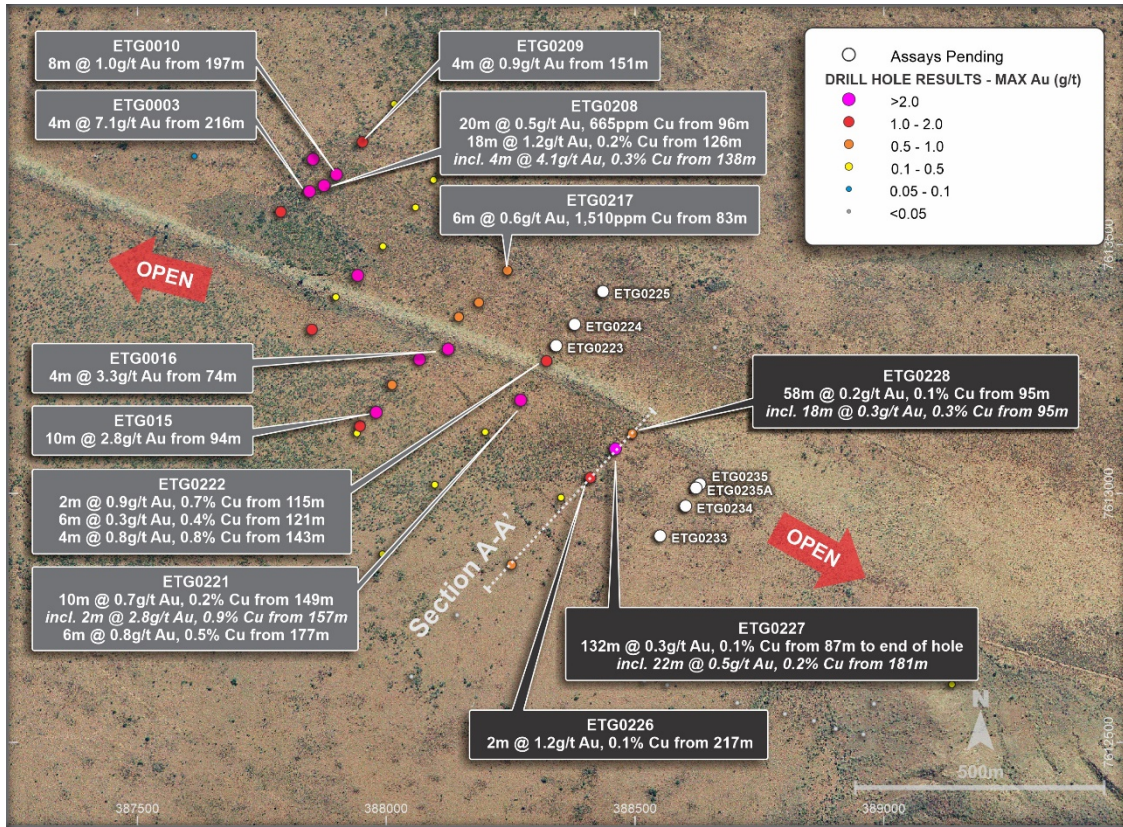 ETG0010
8m @ 1.0g/t Au from 197m
ETG0003
4m @ 7.1g/t Au from 216m
ETG0209
4m @ 0.9g/t Au from 151m
ETG0208
20m @ 0.5g/t Au, 665ppm Cu from 96m
18m @ 1.2g/t Au, 0.2% Cu from 126m
incl. 4m @ 4.1g/t Au, 0.3% Cu from 138m
ETG0217
6m @ 0.6g/t Au, 1,510ppm Cu from 83m
Assays Pending
DRILL HOLE RESULTS - MAX Au (g/t)
>2.0
1.0 - 2.0
0.5 - 1.0
0.1 - 0.5
0.05 - 0.1
<0.05
7613500
OPEN
ETG0225
ETG0224
ETG0223
ETG0016
4m @ 3.3g/t Au from 74m
ETG015
10m @ 2.8g/t Au from 94m
ETG0222
2m @ 0.9g/t Au, 0.7% Cu from 115m
6m @ 0.3g/t Au, 0.4% Cu from 121m
4m @ 0.8g/t Au, 0.8% Cu from 143m
ETG0221
10m @ 0.7g/t Au, 0.2% Cu from 149m
incl. 2m @ 2.8g/t Au, 0.9% Cu from 157m
6m @ 0.8g/t Au, 0.5% Cu from 177m
ETG0228
58m @ 0.2g/t Au, 0.1% Cu from 95m
incl. 18m @ 0.3g/t Au, 0.3% Cu from 95m
ETG0235
ETG0235A
ETG0234
ETG0233
7613000
Section A-A'
OPEN
ETG0227
132m @ 0.3g/t Au, 0.1% Cu from 87m to end of hole
incl. 22m @ 0.5g/t Au, 0.2% Cu from 181m
ETG0226
2m @ 1.2g/t Au, 0.1% Cu from 217m
N
500m
7612500
387500
388000
388500
389000